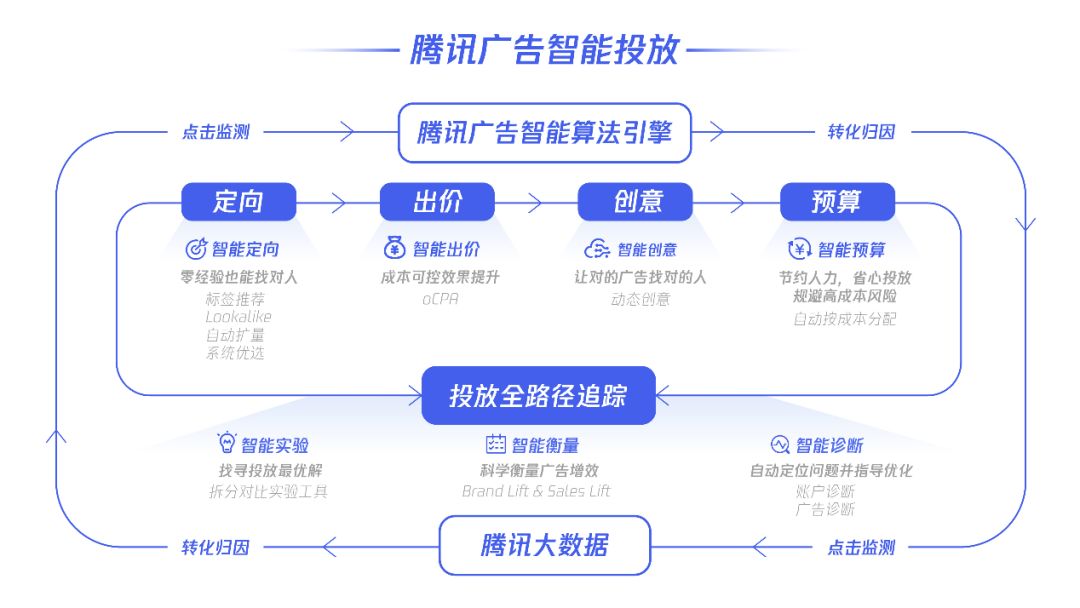 腾讯广告智能投放
点击监测
腾讯广告智能算法引擎
转化归因
定向
出价
创意
预算
智能定向
零经验也能找对人
标签推荐
Lookalike
自动扩量
系统优选
智能出价
成本可控效果提升
oCPA
智能创意
让对的广告找对的人
动态创意
智能预算
节约人力，省心投放
规避高成本风险
自动按成本分配
投放全路径追踪
智能实验
找寻投放最优解
拆分对比实验工具
智能衡量
科学衡量广告增效
Brand Lift & Sales Lift
智能诊断
自动定位问题并指导优化
账户诊断
广告诊断
转化归因
腾讯大数据
点击监测